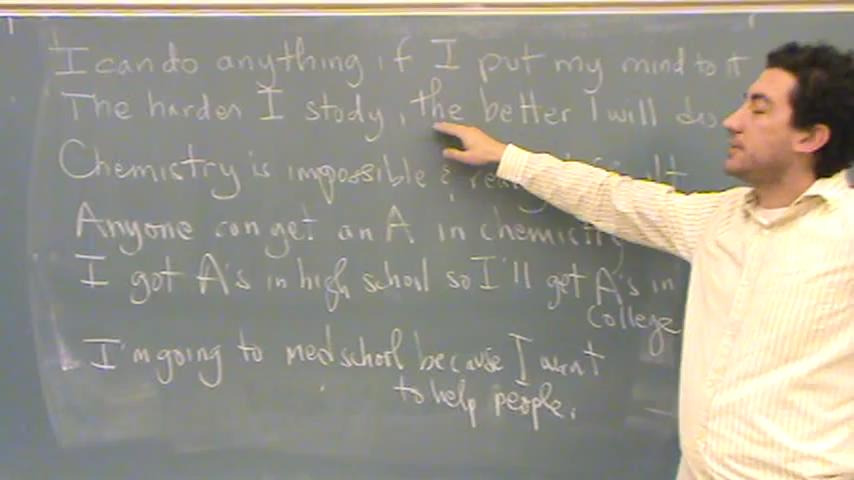 I can do anything if I put my mind to it
The harder I study, the better I will do
Chemistry is impossible &
Anyone can get an A in chemistry
I got A's in high school so I'll get A's in
college
I'm going to med school because I want
to help people.